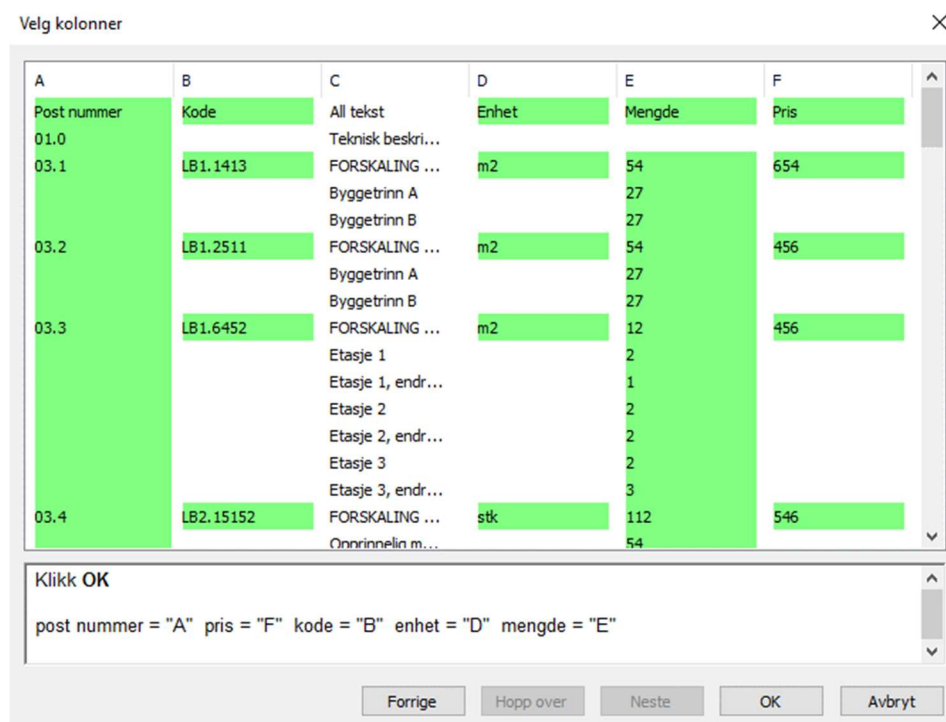 Velg kolonner
A B C D E F
Post nummer Kode All tekst Enhet Mengde Pris
01.0 Teknisk beskri...
03.1 LB1.1413 FORSKALING ... m2 54 654
Byggetrinn A 27
Byggetrinn B 27
03.2 LB1.2511 FORSKALING ... m2 54 456
Byggetrinn A 27
Byggetrinn B 27
03.3 LB1.6452 FORSKALING ... m2 12 456
Etasje 1 2
Etasje 1, endr... 1
Etasje 2 2
Etasje 2, endr... 2
Etasje 3 2
Etasje 3, endr... 3
03.4 LB2.15152 FORSKALING ... stk 112 546
Opprinnelig m... 54
Klikk OK
post nummer = "A" pris = "F" kode = "B" enhet = "D" mengde = "E"
Forrige Hopp over Neste OK Avbryt